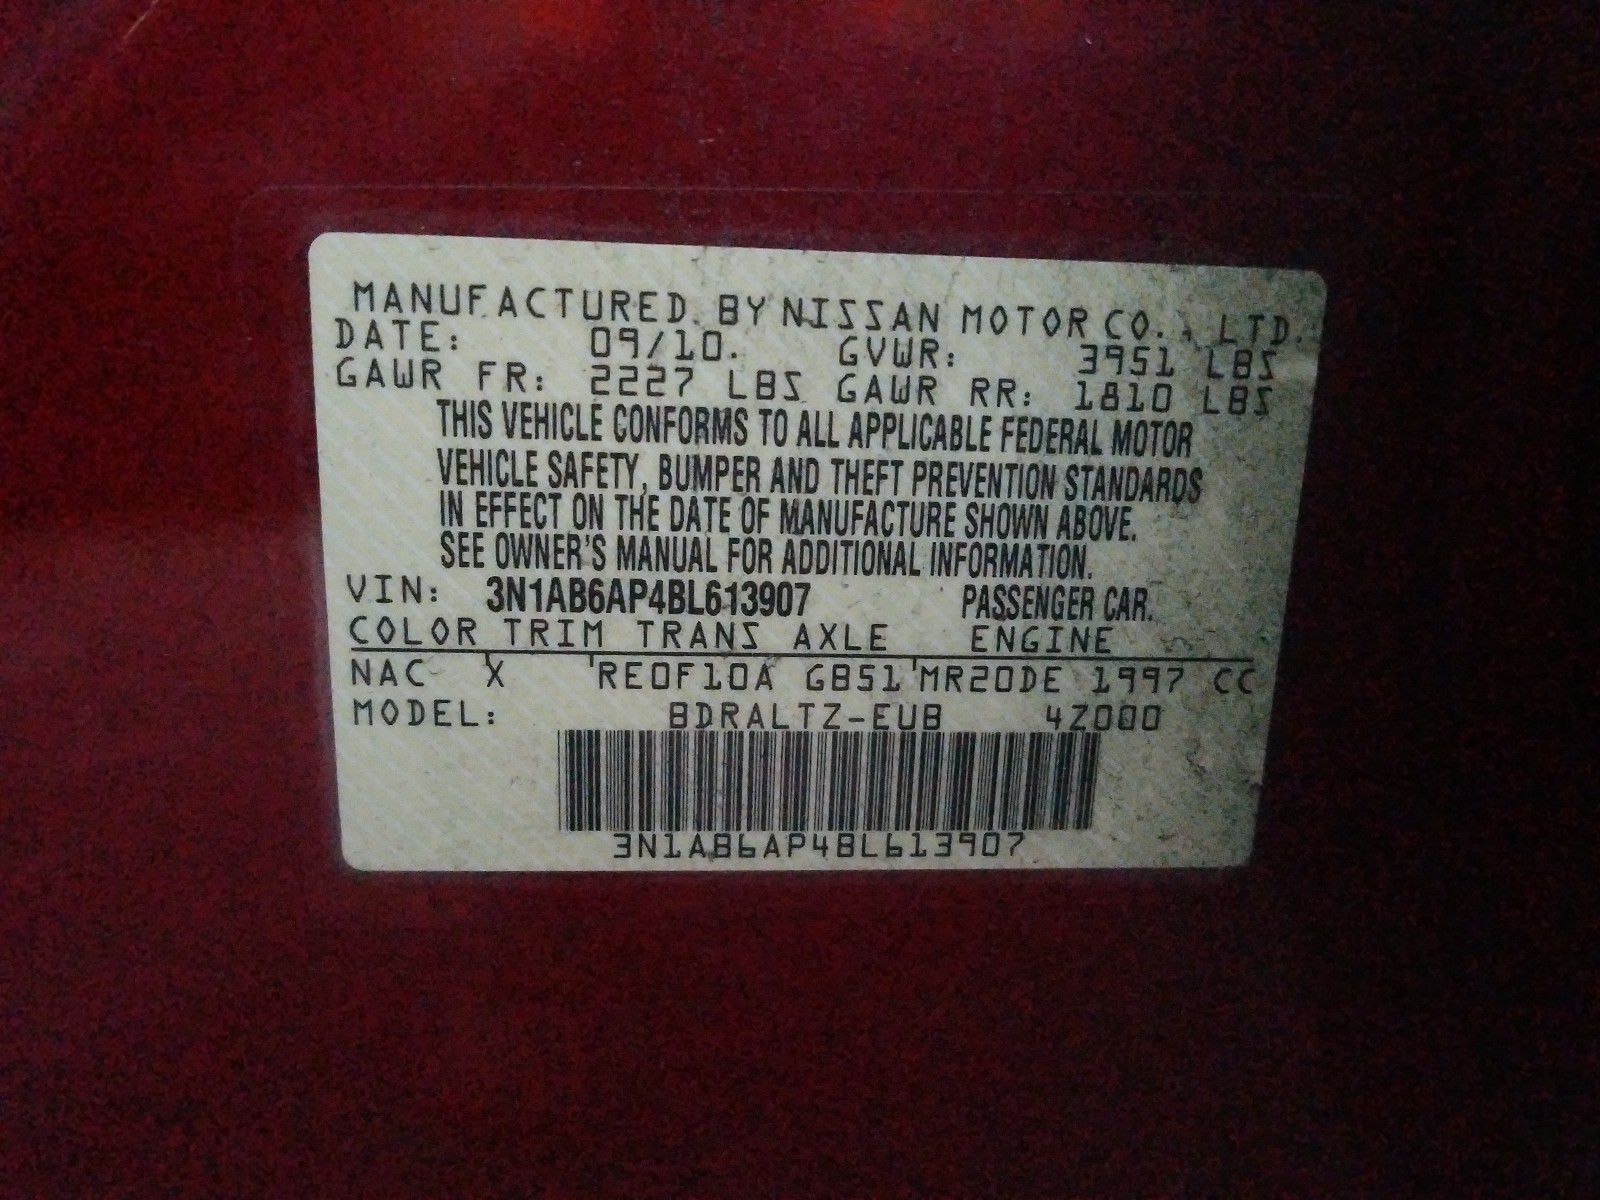 MANUFACTURED BY NISSAN MOTOR CO., LTD.
DATE: 09/10. GVWR: 3951 LBS
GAWR FR: 2227 LBS GAWR RR: 1810 LBS
THIS VEHICLE CONFORMS TO ALL APPLICABLE FEDERAL MOTOR
VEHICLE SAFETY, BUMPER AND THEFT PREVENTION STANDARDS
IN EFFECT ON THE DATE OF MANUFACTURE SHOWN ABOVE.
SEE OWNER'S MANUAL FOR ADDITIONAL INFORMATION.
VIN: 3N1AB6AP4BL613907 PASSENGER CAR.
COLOR TRIM TRANS AXLE ENGINE
NAC X RE0F10A GB51 MR20DE 1997 CC
MODEL: BDRALTZ-EUB 4Z000
3N1AB6AP4BL613907